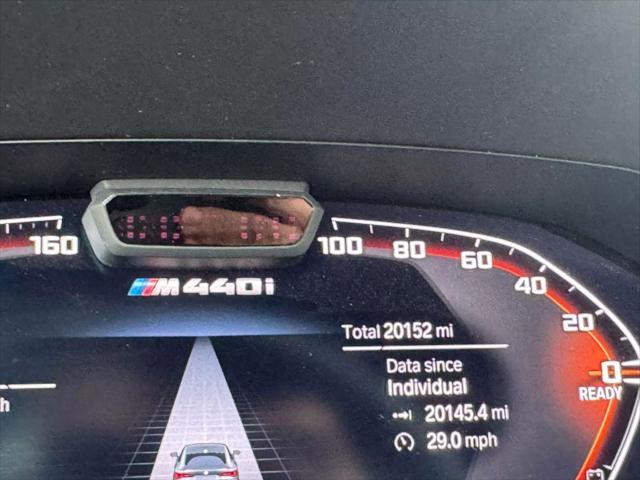 160
100 80 60 40 20 0
READY
M440i
Total 20152 mi
Data since
Individual
20145.4 mi
29.0 mph
h